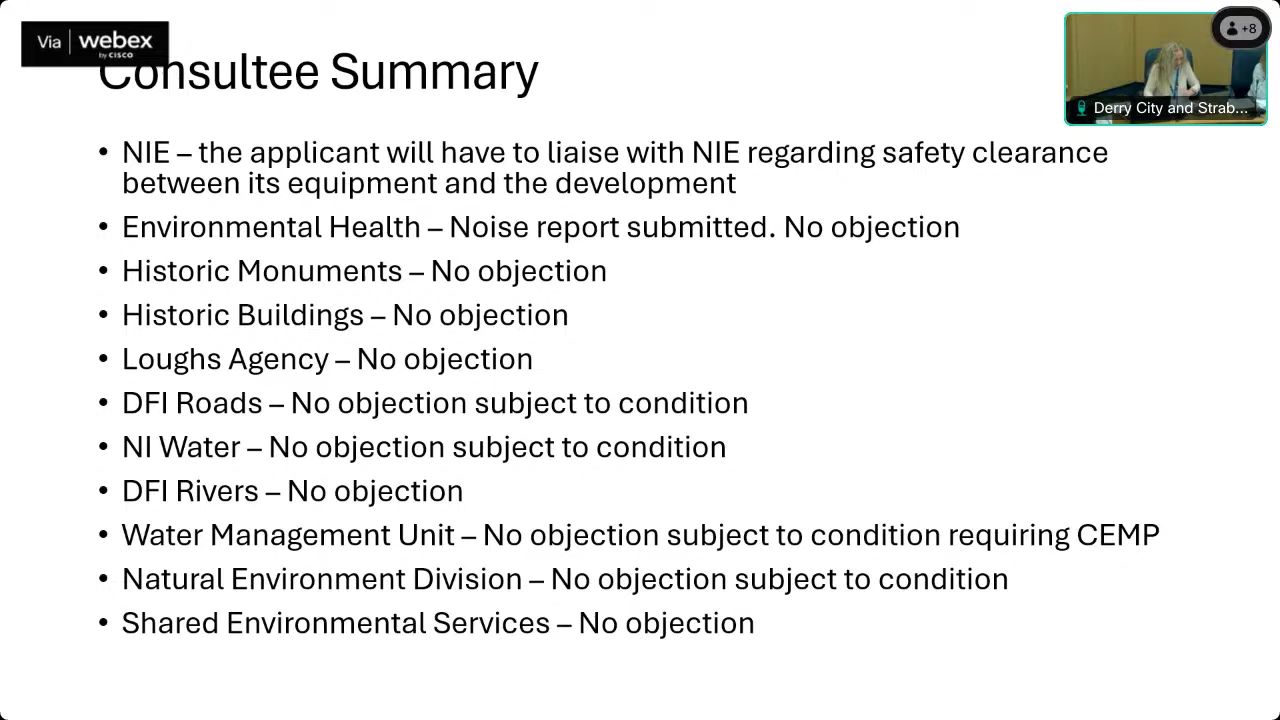 Via webex
by CISCO
+8
Derry City and Strab...
Consultee Summary
• NIE – the applicant will have to liaise with NIE regarding safety clearance
between its equipment and the development
• Environmental Health – Noise report submitted. No objection
• Historic Monuments – No objection
• Historic Buildings – No objection
• Loughs Agency – No objection
• DFI Roads – No objection subject to condition
• NI Water – No objection subject to condition
• DFI Rivers – No objection
• Water Management Unit – No objection subject to condition requiring CEMP
• Natural Environment Division – No objection subject to condition
• Shared Environmental Services – No objection